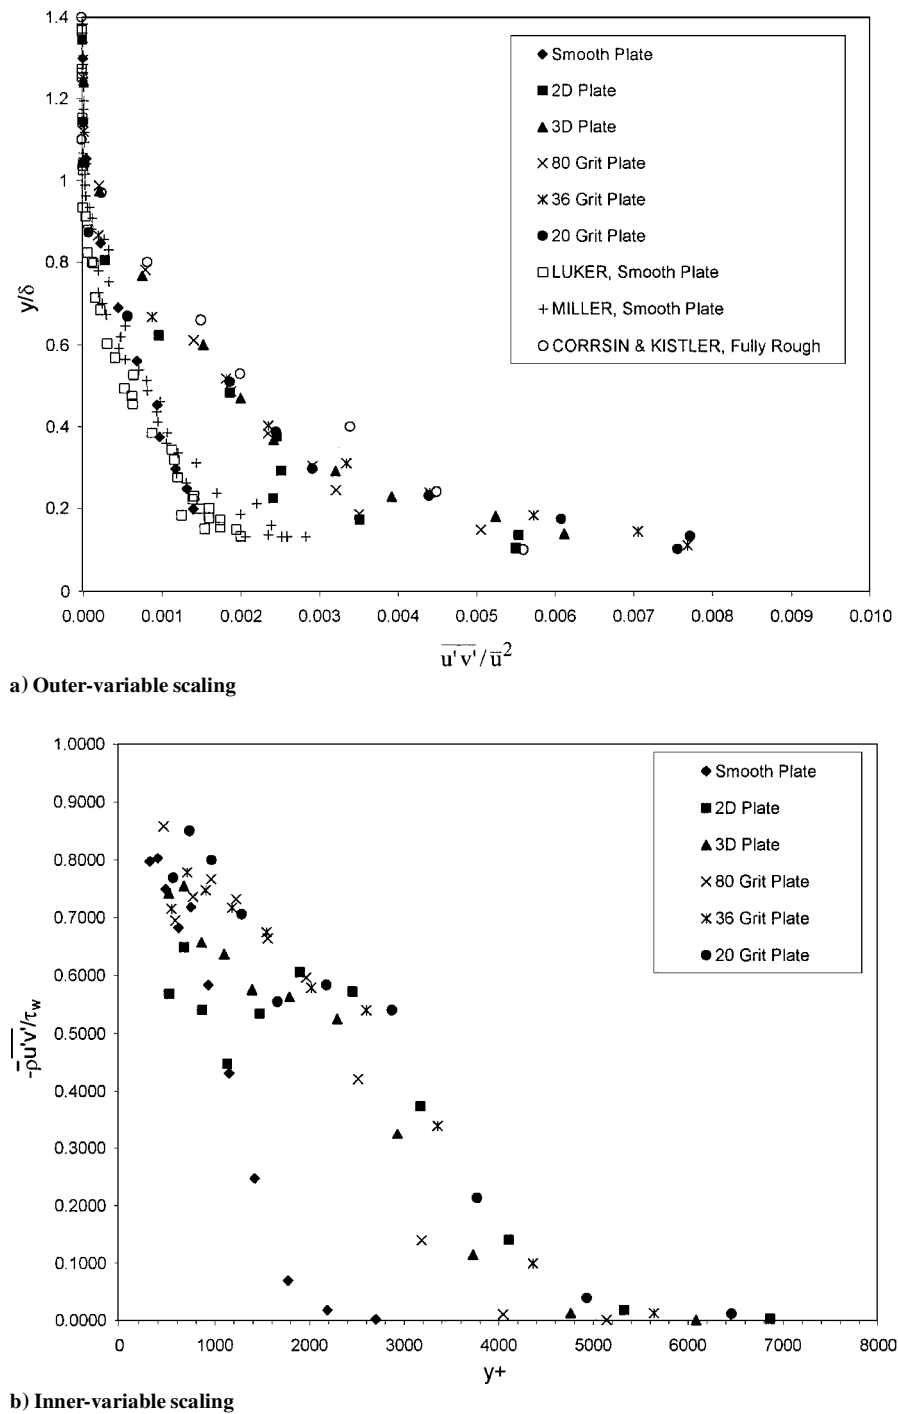 1.4
1.2
1
0.8
0.6
0.4
0.2
0
y/δ
0.000 0.001 0.002 0.003 0.004 0.005 0.006 0.007 0.008 0.009 0.010
u'v'/u²
Smooth Plate
2D Plate
3D Plate
80 Grit Plate
36 Grit Plate
20 Grit Plate
LUKER, Smooth Plate
MILLER, Smooth Plate
CORRSIN & KISTLER, Fully Rough
a) Outer-variable scaling
1.0000
0.9000
0.8000
0.7000
0.6000
0.5000
0.4000
0.3000
0.2000
0.1000
0.0000
-ρu'v'/τw
0 1000 2000 3000 4000 5000 6000 7000 8000
y+
Smooth Plate
2D Plate
3D Plate
80 Grit Plate
36 Grit Plate
20 Grit Plate
b) Inner-variable scaling